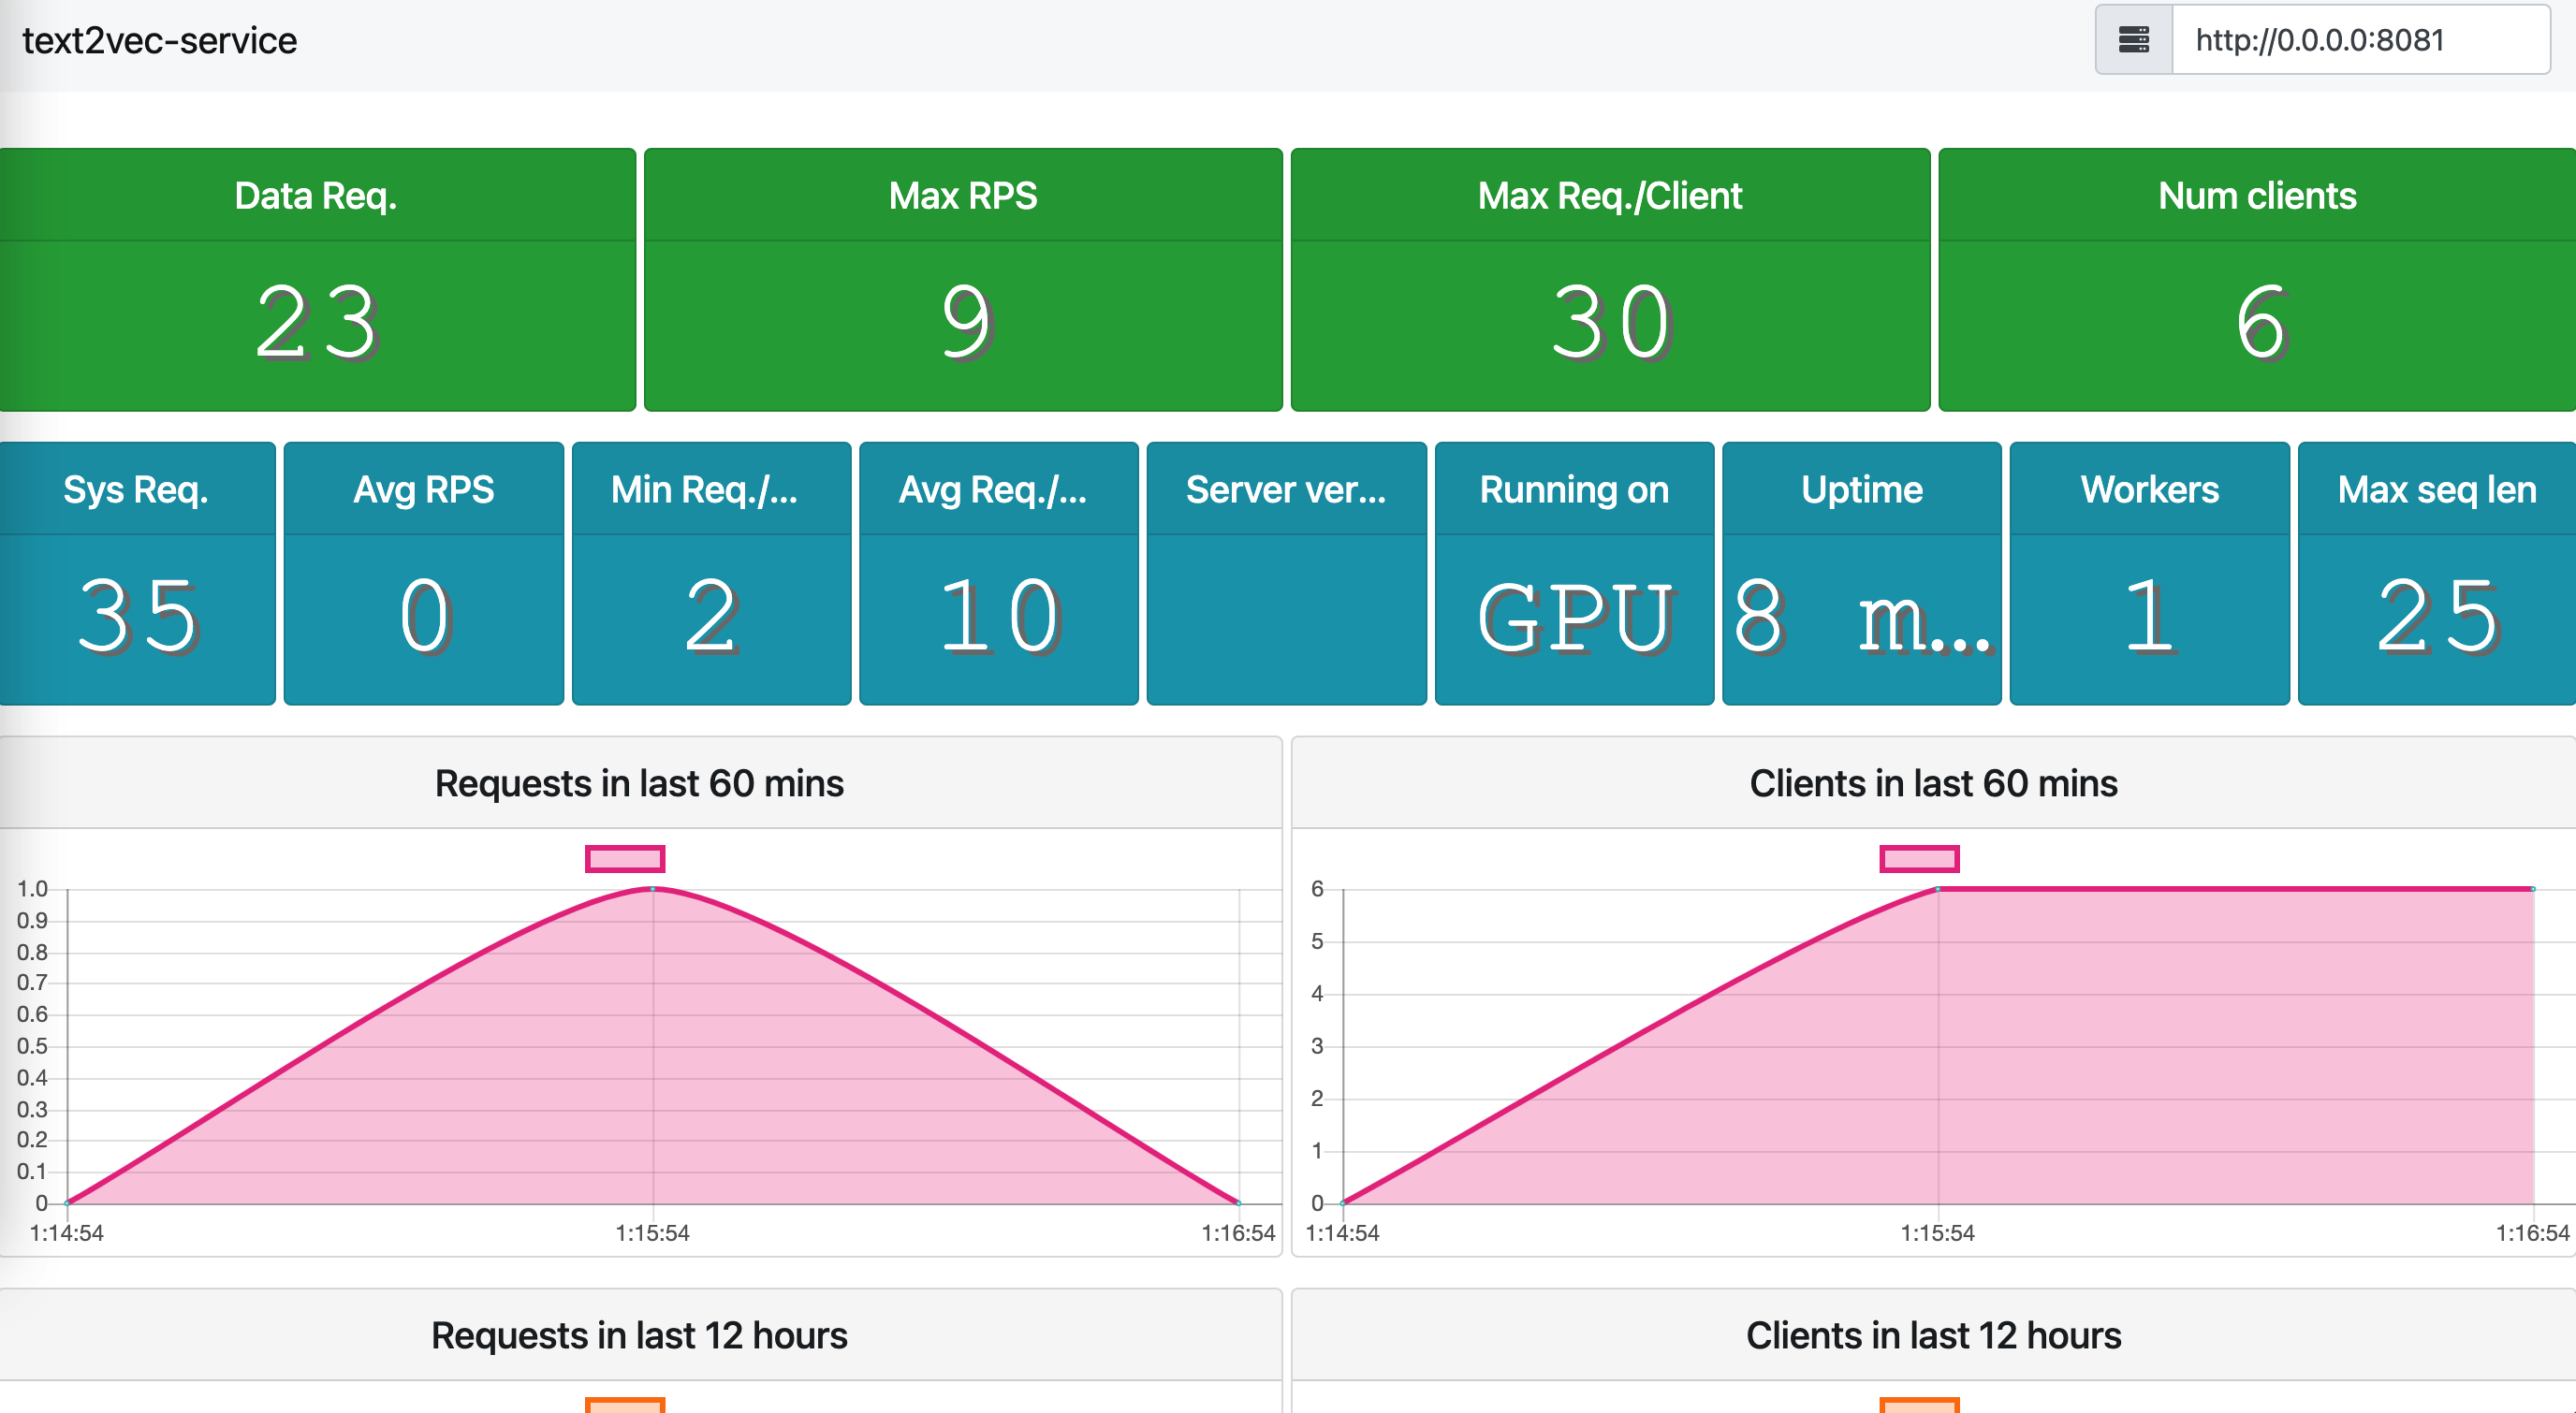 text2vec-service
http://0.0.0.0:8081
Data Req.
Max RPS
Max Req./Client
Num clients
23
9
30
6
Sys Req.
Avg RPS
Min Req./...
Avg Req./...
Server ver...
Running on
Uptime
Workers
Max seq len
35
0
2
10
GPU
8 m...
1
25
Requests in last 60 mins
1.0
0.9
0.8
0.7
0.6
0.5
0.4
0.3
0.2
0.1
0
1:14:54
1:15:54
1:16:54
Clients in last 60 mins
6
5
4
3
2
1
0
1:14:54
1:15:54
1:16:54
Requests in last 12 hours
Clients in last 12 hours